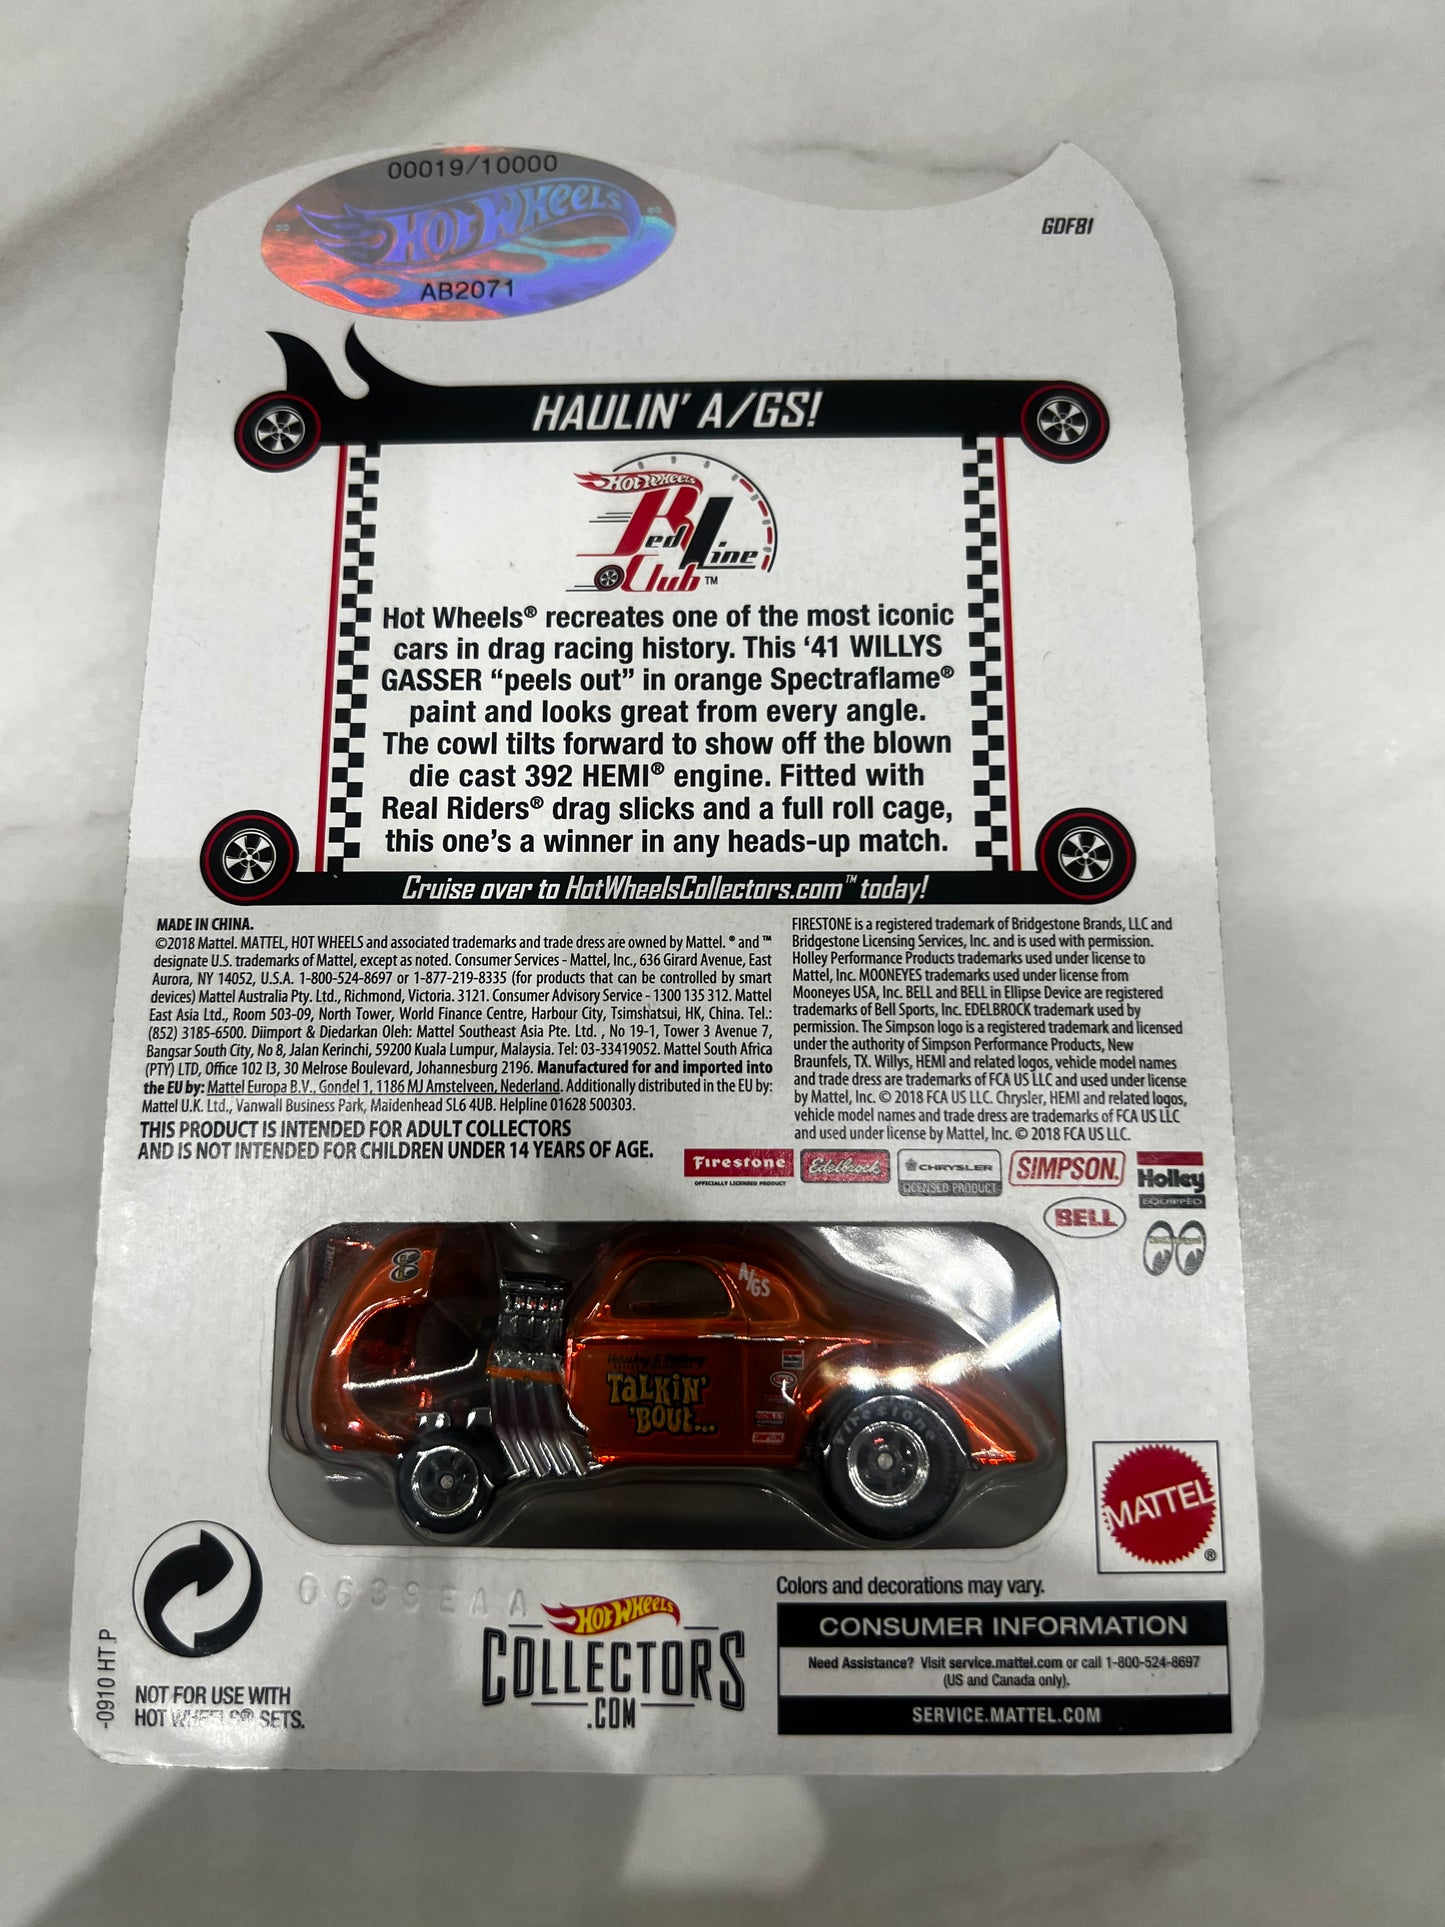 00019/10000
HOT WHEELS
AB2071
GDF81
HAULIN' A/GS!
HOT WHEELS
Red Line
Club™
Hot Wheels® recreates one of the most iconic
cars in drag racing history. This ‘41 WILLYS
GASSER “peels out” in orange Spectraflame®
paint and looks great from every angle.
The cowl tilts forward to show off the blown
die cast 392 HEMI® engine. Fitted with
Real Riders® drag slicks and a full roll cage,
this one's a winner in any heads-up match.
Cruise over to HotWheelsCollectors.com™ today!
MADE IN CHINA.
©2018 Mattel. MATTEL, HOT WHEELS and associated trademarks and trade dress are owned by Mattel. ® and ™
designate U.S. trademarks of Mattel, except as noted. Consumer Services - Mattel, Inc., 636 Girard Avenue, East
Aurora, NY 14052, U.S.A. 1-800-524-8697 or 1-877-219-8335 (for products that can be controlled by smart
devices) Mattel Australia Pty. Ltd., Richmond, Victoria. 3121. Consumer Advisory Service - 1300 135 312. Mattel
East Asia Ltd., Room 503-09, North Tower, World Finance Centre, Harbour City, Tsimshatsui, HK, China. Tel.:
(852) 3185-6500. Diimport & Diedarkan Oleh: Mattel Southeast Asia Pte. Ltd. , No 19-1, Tower 3 Avenue 7,
Bangsar South City, No 8, Jalan Kerinchi, 59200 Kuala Lumpur, Malaysia. Tel: 03-33419052. Mattel South Africa
(PTY) LTD, Office 102 I3, 30 Melrose Boulevard, Johannesburg 2196. Manufactured for and imported into
the EU by: Mattel Europa B.V., Gondel 1, 1186 MJ Amstelveen, Nederland. Additionally distributed in the EU by:
Mattel U.K. Ltd., Vanwall Business Park, Maidenhead SL6 4UB. Helpline 01628 500303.
THIS PRODUCT IS INTENDED FOR ADULT COLLECTORS
AND IS NOT INTENDED FOR CHILDREN UNDER 14 YEARS OF AGE.
FIRESTONE is a registered trademark of Bridgestone Brands, LLC and
Bridgestone Licensing Services, Inc. and is used with permission.
Holley Performance Products trademarks used under license to
Mattel, Inc. MOONEYES trademarks used under license from
Mooneyes USA, Inc. BELL and BELL in Ellipse Device are registered
trademarks of Bell Sports, Inc. EDELBROCK trademark used by
permission. The Simpson logo is a registered trademark and licensed
under the authority of Simpson Performance Products, New
Braunfels, TX. Willys, HEMI and related logos, vehicle model names
and trade dress are trademarks of FCA US LLC and used under license
by Mattel, Inc. © 2018 FCA US LLC. Chrysler, HEMI and related logos,
vehicle model names and trade dress are trademarks of FCA US LLC
and used under license by Mattel, Inc. © 2018 FCA US LLC.
Firestone
OFFICIALLY LICENSED PRODUCT
Edelbrock
CHRYSLER
LICENSED PRODUCT
SIMPSON.
Holley
EQUIPPED
BELL
A/GS
TALKIN'
'BOUT...
SIMPSON
Firestone
MATTEL
®
0639EAA
-0910 HT P
NOT FOR USE WITH
HOT WHEELS® SETS.
HOT WHEELS
COLLECTORS
.COM
Colors and decorations may vary.
CONSUMER INFORMATION
Need Assistance? Visit service.mattel.com or call 1-800-524-8697
(US and Canada only).
SERVICE.MATTEL.COM